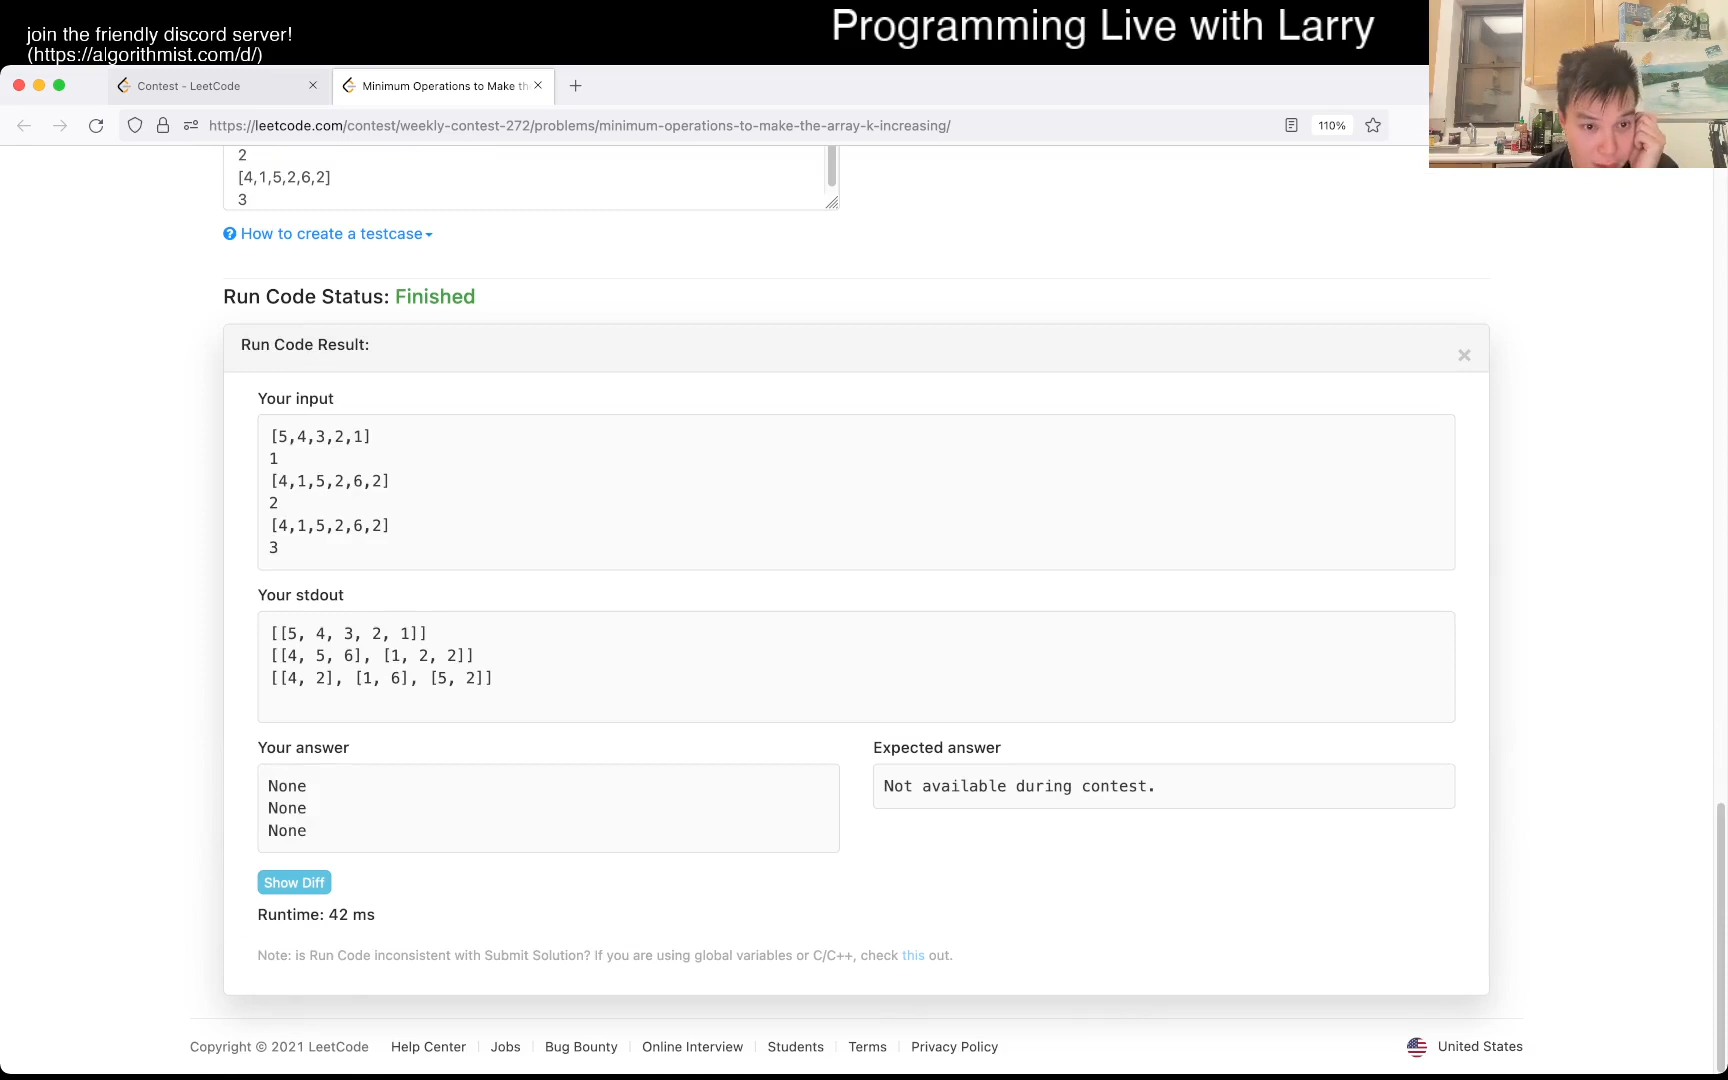 join the friendly discord server!
(https://algorithmist.com/d/)
Programming Live with Larry
Contest - LeetCode
Minimum Operations to Make th
https://leetcode.com/contest/weekly-contest-272/problems/minimum-operations-to-make-the-array-k-increasing/
110%
2
[4,1,5,2,6,2]
3
How to create a testcase
Run Code Status: Finished
Run Code Result:
Your input
[5,4,3,2,1]
1
[4,1,5,2,6,2]
2
[4,1,5,2,6,2]
3
Your stdout
[[5, 4, 3, 2, 1]]
[[4, 5, 6], [1, 2, 2]]
[[4, 2], [1, 6], [5, 2]]
Your answer
None
None
None
Expected answer
Not available during contest.
Show Diff
Runtime: 42 ms
Note: is Run Code inconsistent with Submit Solution? If you are using global variables or C/C++, check this out.
Copyright © 2021 LeetCode
Help Center
Jobs
Bug Bounty
Online Interview
Students
Terms
Privacy Policy
United States